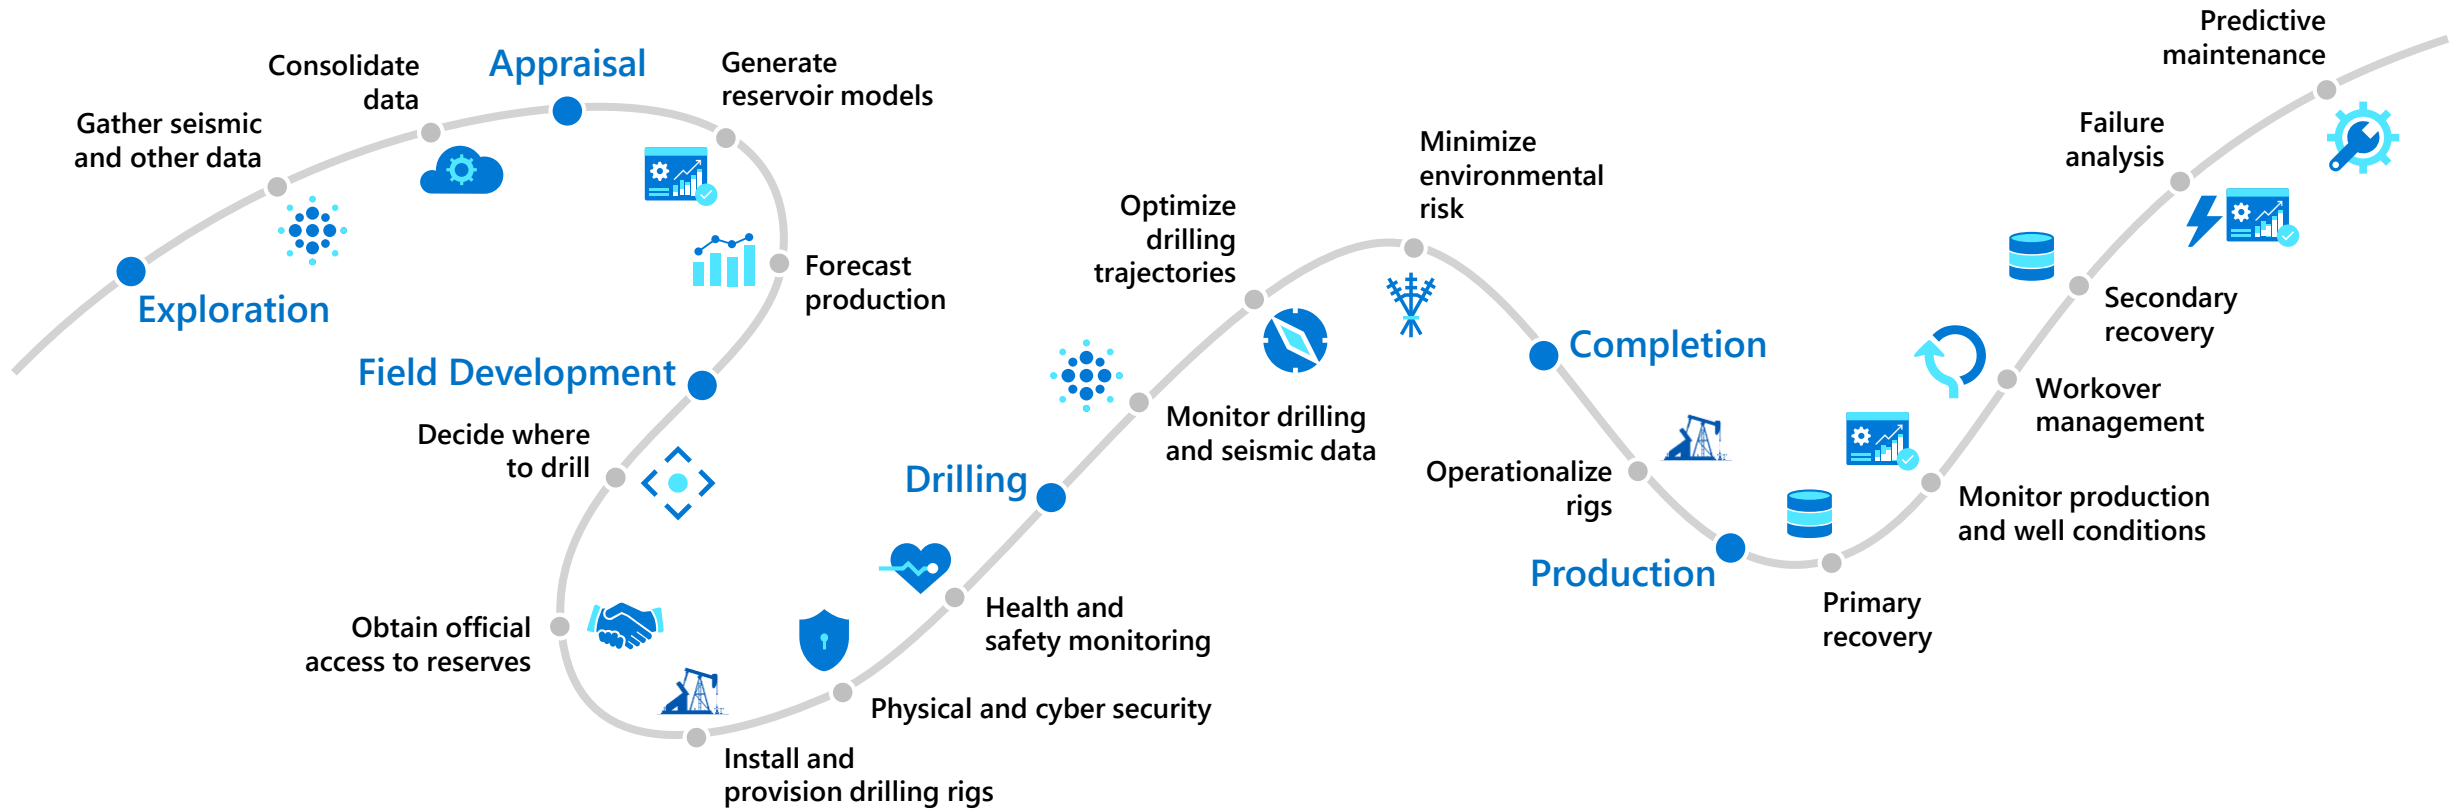 Exploration
Gather seismic
and other data
Consolidate
data
Appraisal
Generate
reservoir models
Forecast
production
Field Development
Decide where
to drill
Obtain official
access to reserves
Install and
provision drilling rigs
Physical and cyber security
Health and
safety monitoring
Drilling
Monitor drilling
and seismic data
Optimize
drilling
trajectories
Minimize
environmental
risk
Completion
Operationalize
rigs
Production
Primary
recovery
Monitor production
and well conditions
Workover
management
Secondary
recovery
Failure
analysis
Predictive
maintenance